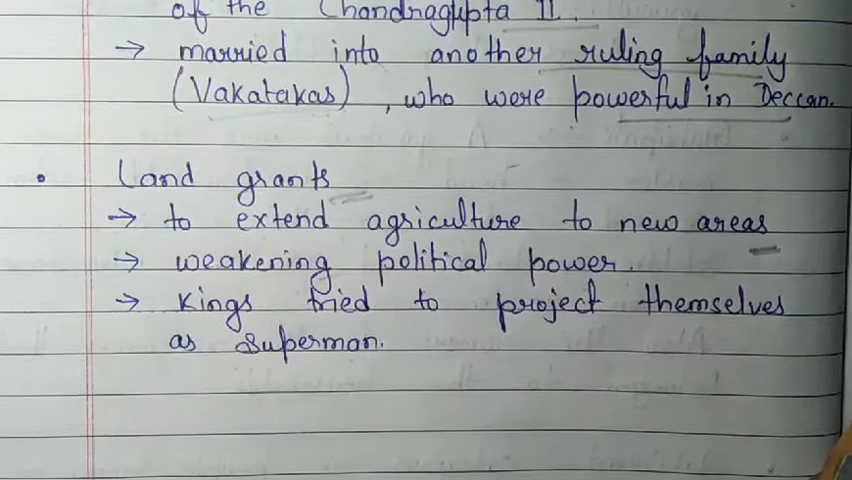 of the Chandragupta II.
→ married into another ruling family
(Vakatakas), who were powerful in Deccan.
• Land grants
→ to extend agriculture to new areas
→ weakening political power.
→ Kings tried to project themselves
as Superman.